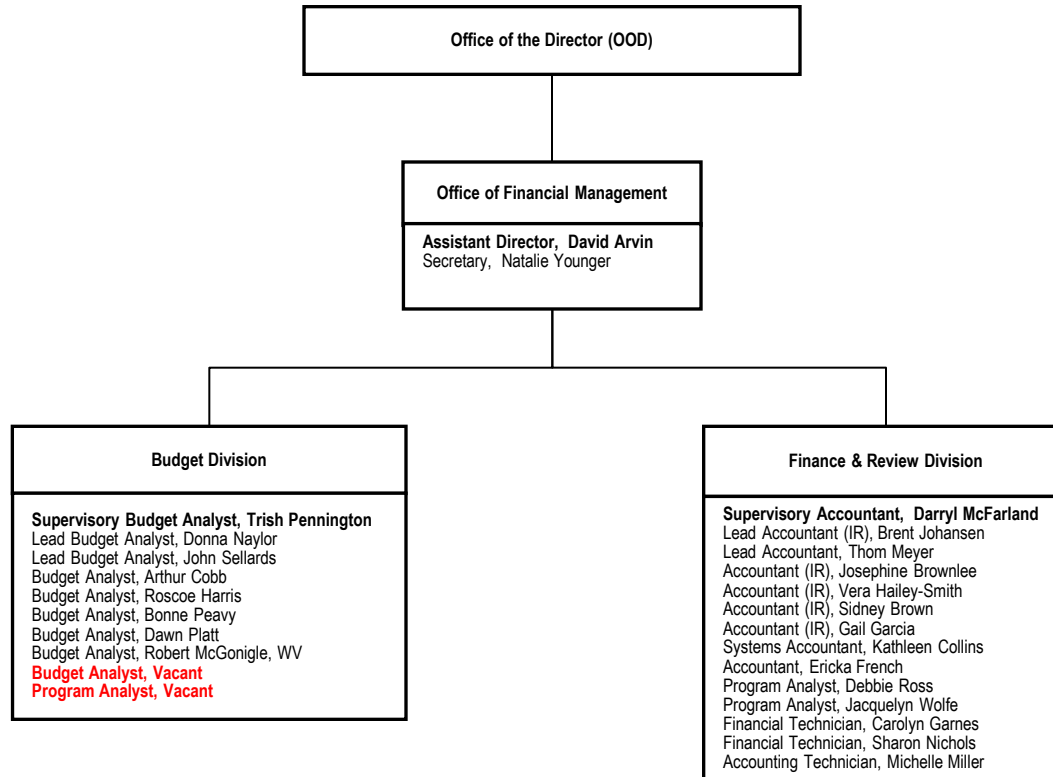 Office of the Director (OOD)
Office of Financial Management
Assistant Director, David Arvin
Secretary, Natalie Younger
Budget Division
Supervisory Budget Analyst, Trish Pennington
Lead Budget Analyst, Donna Naylor
Lead Budget Analyst, John Sellards
Budget Analyst, Arthur Cobb
Budget Analyst, Roscoe Harris
Budget Analyst, Bonne Peavy
Budget Analyst, Dawn Platt
Budget Analyst, Robert McGonigle, WV
Budget Analyst, Vacant
Program Analyst, Vacant
Finance & Review Division
Supervisory Accountant, Darryl McFarland
Lead Accountant (IR), Brent Johansen
Lead Accountant, Thom Meyer
Accountant (IR), Josephine Brownlee
Accountant (IR), Vera Hailey-Smith
Accountant (IR), Sidney Brown
Accountant (IR), Gail Garcia
Systems Accountant, Kathleen Collins
Accountant, Ericka French
Program Analyst, Debbie Ross
Program Analyst, Jacquelyn Wolfe
Financial Technician, Carolyn Garnes
Financial Technician, Sharon Nichols
Accounting Technician, Michelle Miller